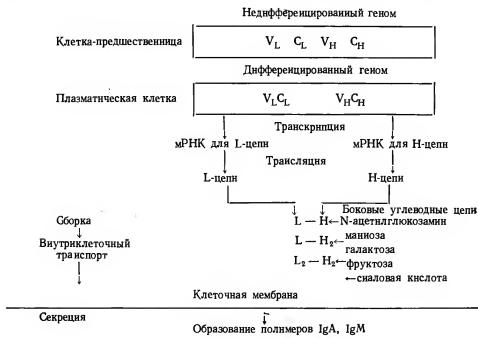 Недифференцированный геном
Клетка-предшественница V_L C_L V_H C_H
Дифференцированный геном
Плазматическая клетка V_LC_L V_HC_H
Транскрипция
мРНК для L-цепи мРНК для H-цепи
Трансляция
L-цепи H-цепи
Боковые углеводные цепи
Сборка L — H←N-ацетилглюкозамин
Внутриклеточный транспорт
L — H₂← манноза
галактоза
L₂ — H₂← фруктоза
←сиаловая кислота
Клеточная мембрана
Секреция
Образование полимеров IgA, IgM